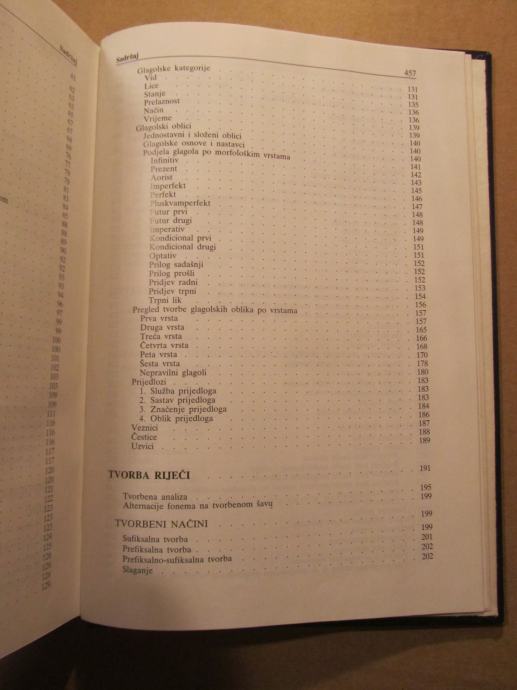 Sadržaj
457
Glagolske kategorije
Vid
Lice
Stanje
Prelaznost
Način
Vrijeme
Glagolski oblici
Jednostavni i složeni oblici
Glagolske osnove i nastavci
Podjela glagola po morfološkim vrstama
Infinitiv
Prezent
Aorist
Imperfekt
Perfekt
Pluskvamperfekt
Futur prvi
Futur drugi
Imperativ
Kondicional prvi
Kondicional drugi
Optativ
Prilog sadašnji
Prilog prošli
Pridjev radni
Pridjev trpni
Trpni lik
Pregled tvorbe glagolskih oblika po vrstama
Prva vrsta
Druga vrsta
Treća vrsta
Četvrta vrsta
Peta vrsta
Šesta vrsta
Nepravilni glagoli
Prijedlozi
1. Služba prijedloga
2. Sastav prijedloga
3. Značenje prijedloga
4. Oblik prijedloga
Veznici
Čestice
Uzvici
TVORBA RIJEČI
Tvorbena analiza
Alternacije fonema na tvorbenom šavu
TVORBENI NAČINI
Sufiksalna tvorba
Prefiksalna tvorba
Prefiksalno-sufiksalna tvorba
Slaganje
131
131
135
136
136
139
139
140
140
141
142
143
145
146
147
148
148
149
149
151
151
152
152
153
154
156
157
157
165
166
168
170
178
180
183
183
183
184
186
187
188
189
191
195
199
199
199
201
202
202